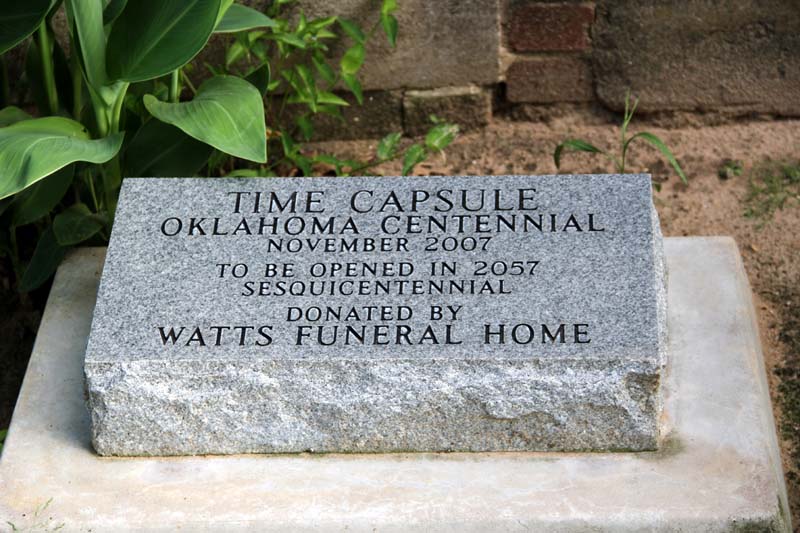 TIME CAPSULE
OKLAHOMA CENTENNIAL
NOVEMBER 2007
TO BE OPENED IN 2057
SESQUICENTENNIAL
DONATED BY
WATTS FUNERAL HOME